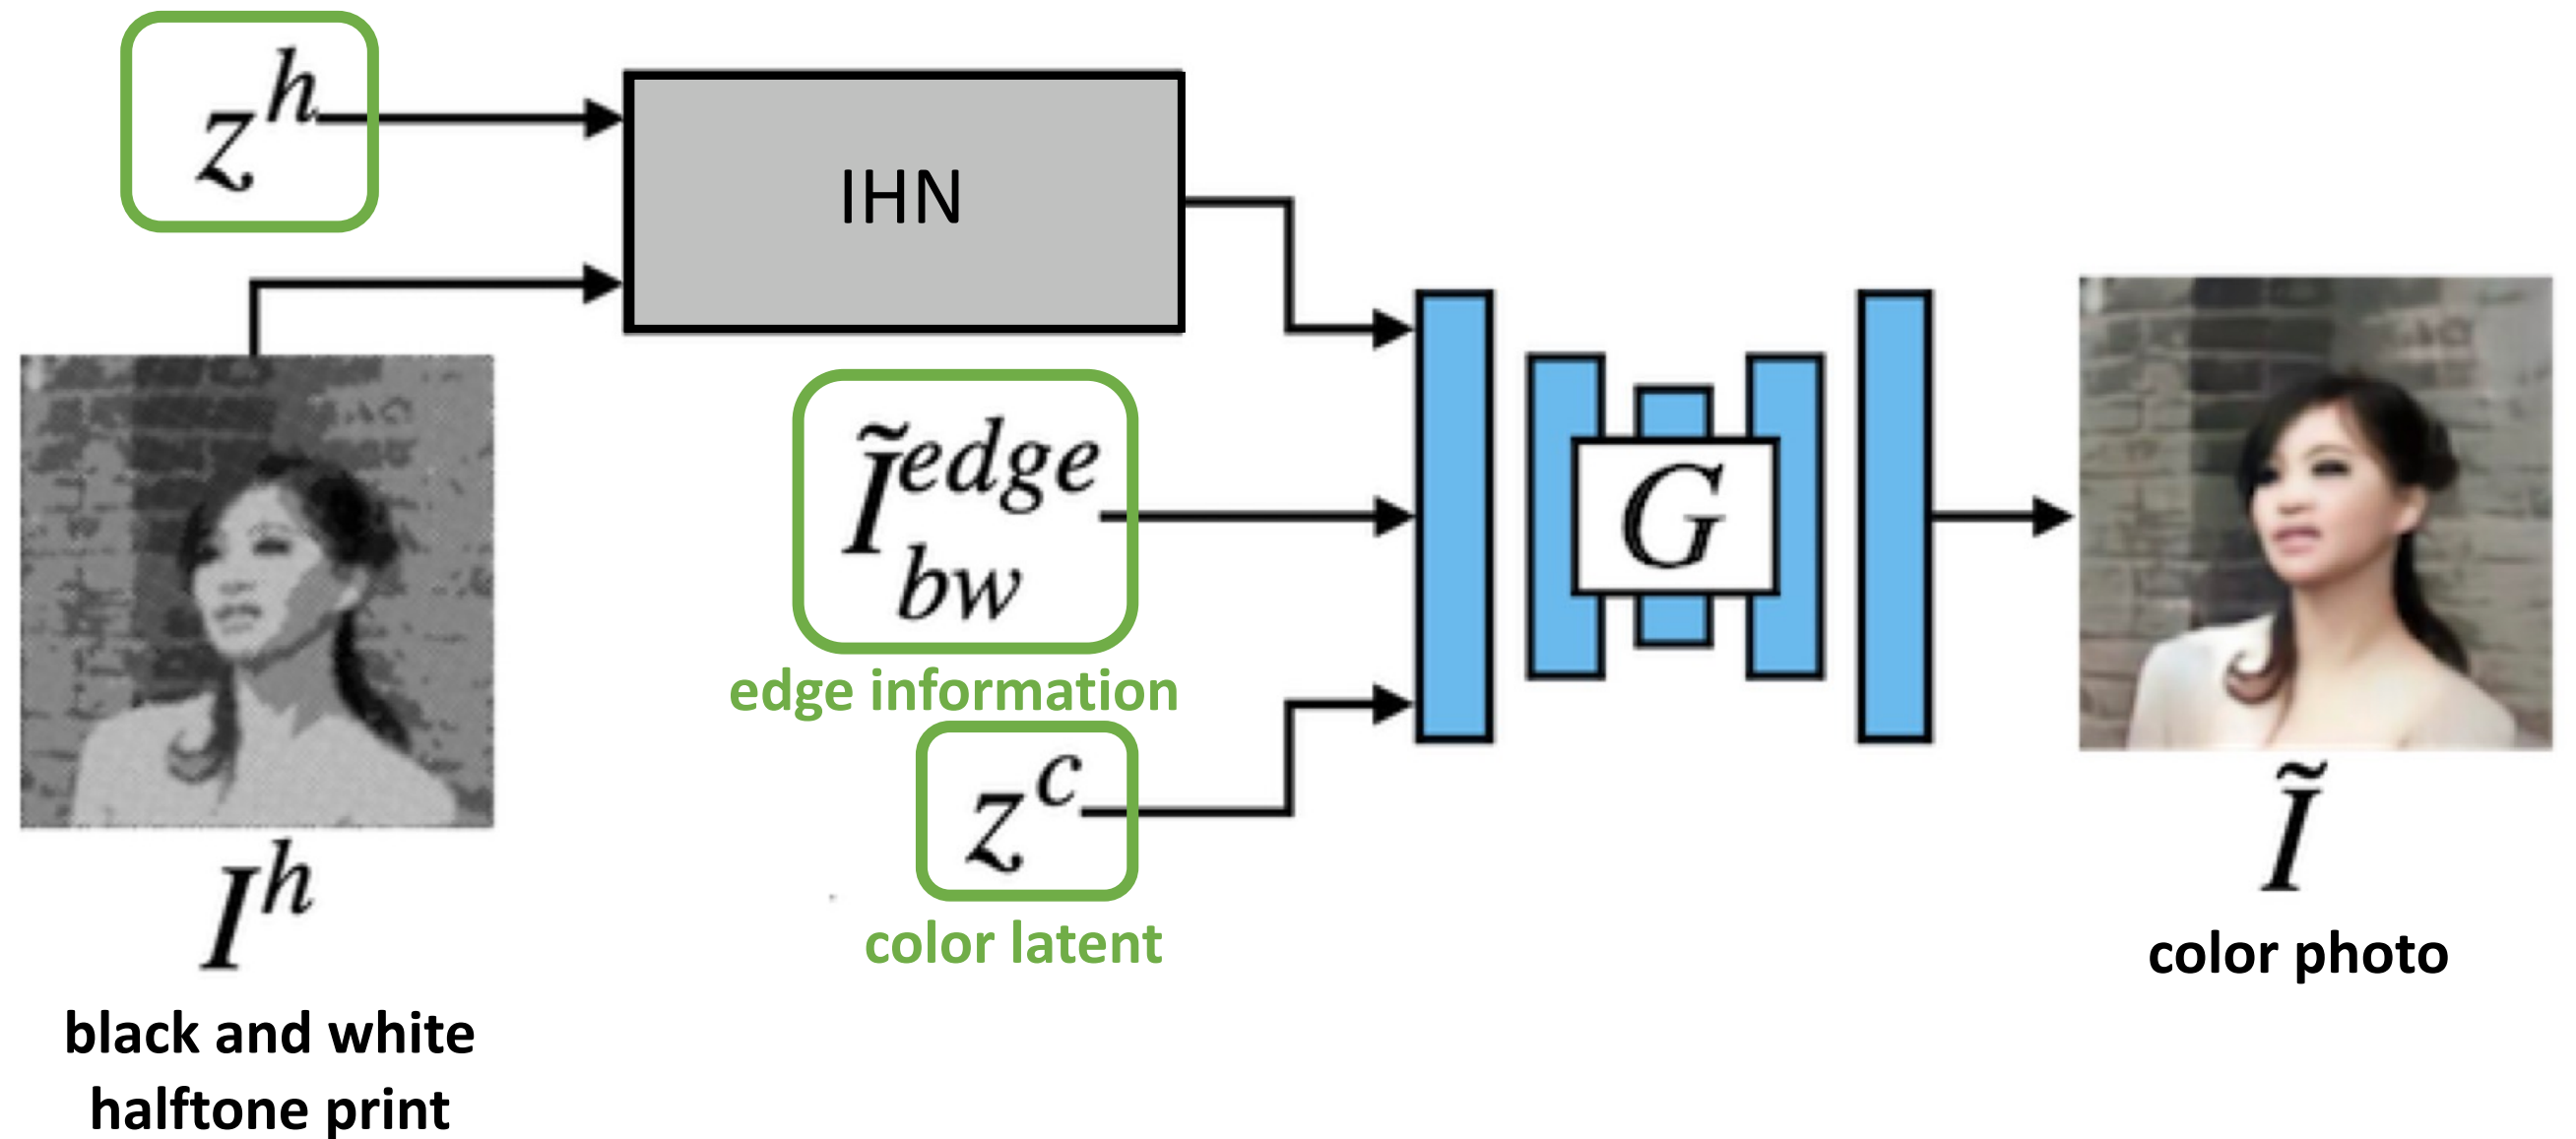 z^h
IHN
Ĩ^edge_bw
edge information
z^c
color latent
G
I^h
black and white
halftone print
Ĩ
color photo